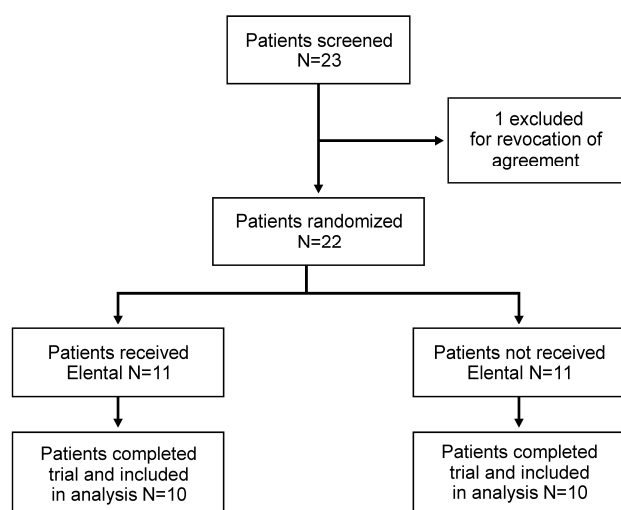 Patients screened
N=23
1 excluded
for revocation of
agreement
Patients randomized
N=22
Patients received
Elental N=11
Patients not received
Elental N=11
Patients completed
trial and included
in analysis N=10
Patients completed
trial and included
in analysis N=10